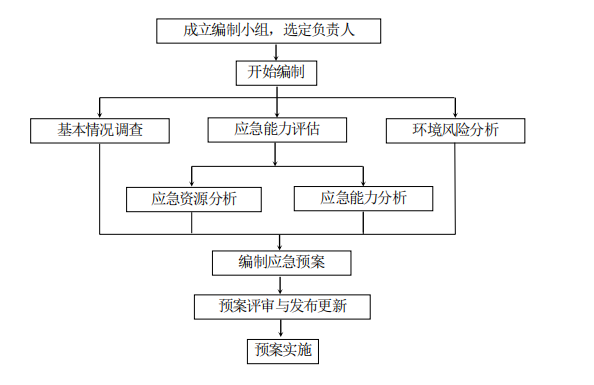 成立编制小组，选定负责人
开始编制
基本情况调查
应急能力评估
环境风险分析
应急资源分析
应急能力分析
编制应急预案
预案评审与发布更新
预案实施